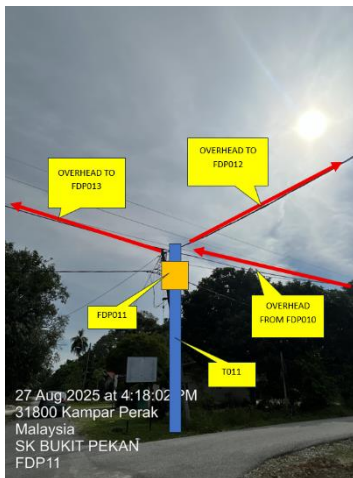 OVERHEAD TO
FDP012
OVERHEAD TO
FDP013
FDP011
OVERHEAD
FROM FDP010
T011
27 Aug 2025 at 4:18:02 PM
31800 Kampar Perak
Malaysia
SK BUKIT PEKAN
FDP11